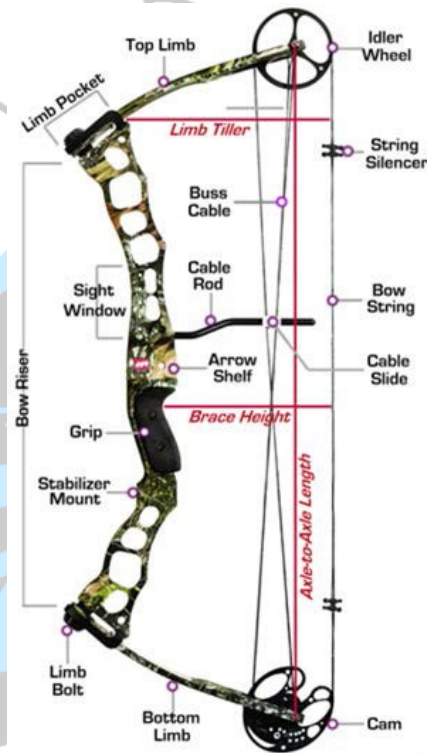 Top Limb
Idler
Wheel
Limb Pocket
Limb Tiller
String
Silencer
Buss
Cable
Cable
Rod
Sight
Window
Bow
String
Bow Riser
Arrow
Shelf
Cable
Slide
Brace Height
Grip
Stabilizer
Mount
Axle-to-Axle Length
Limb
Bolt
Bottom
Limb
Cam